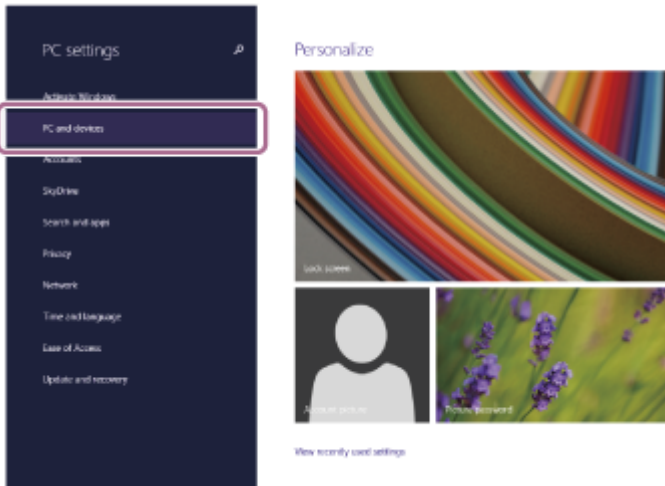 PC settings
Activate Windows
PC and devices
Accounts
SkyDrive
Search and apps
Privacy
Network
Time and language
Ease of Access
Update and recovery
Personalize
Lock screen
Account picture
Picture password
View recently used settings